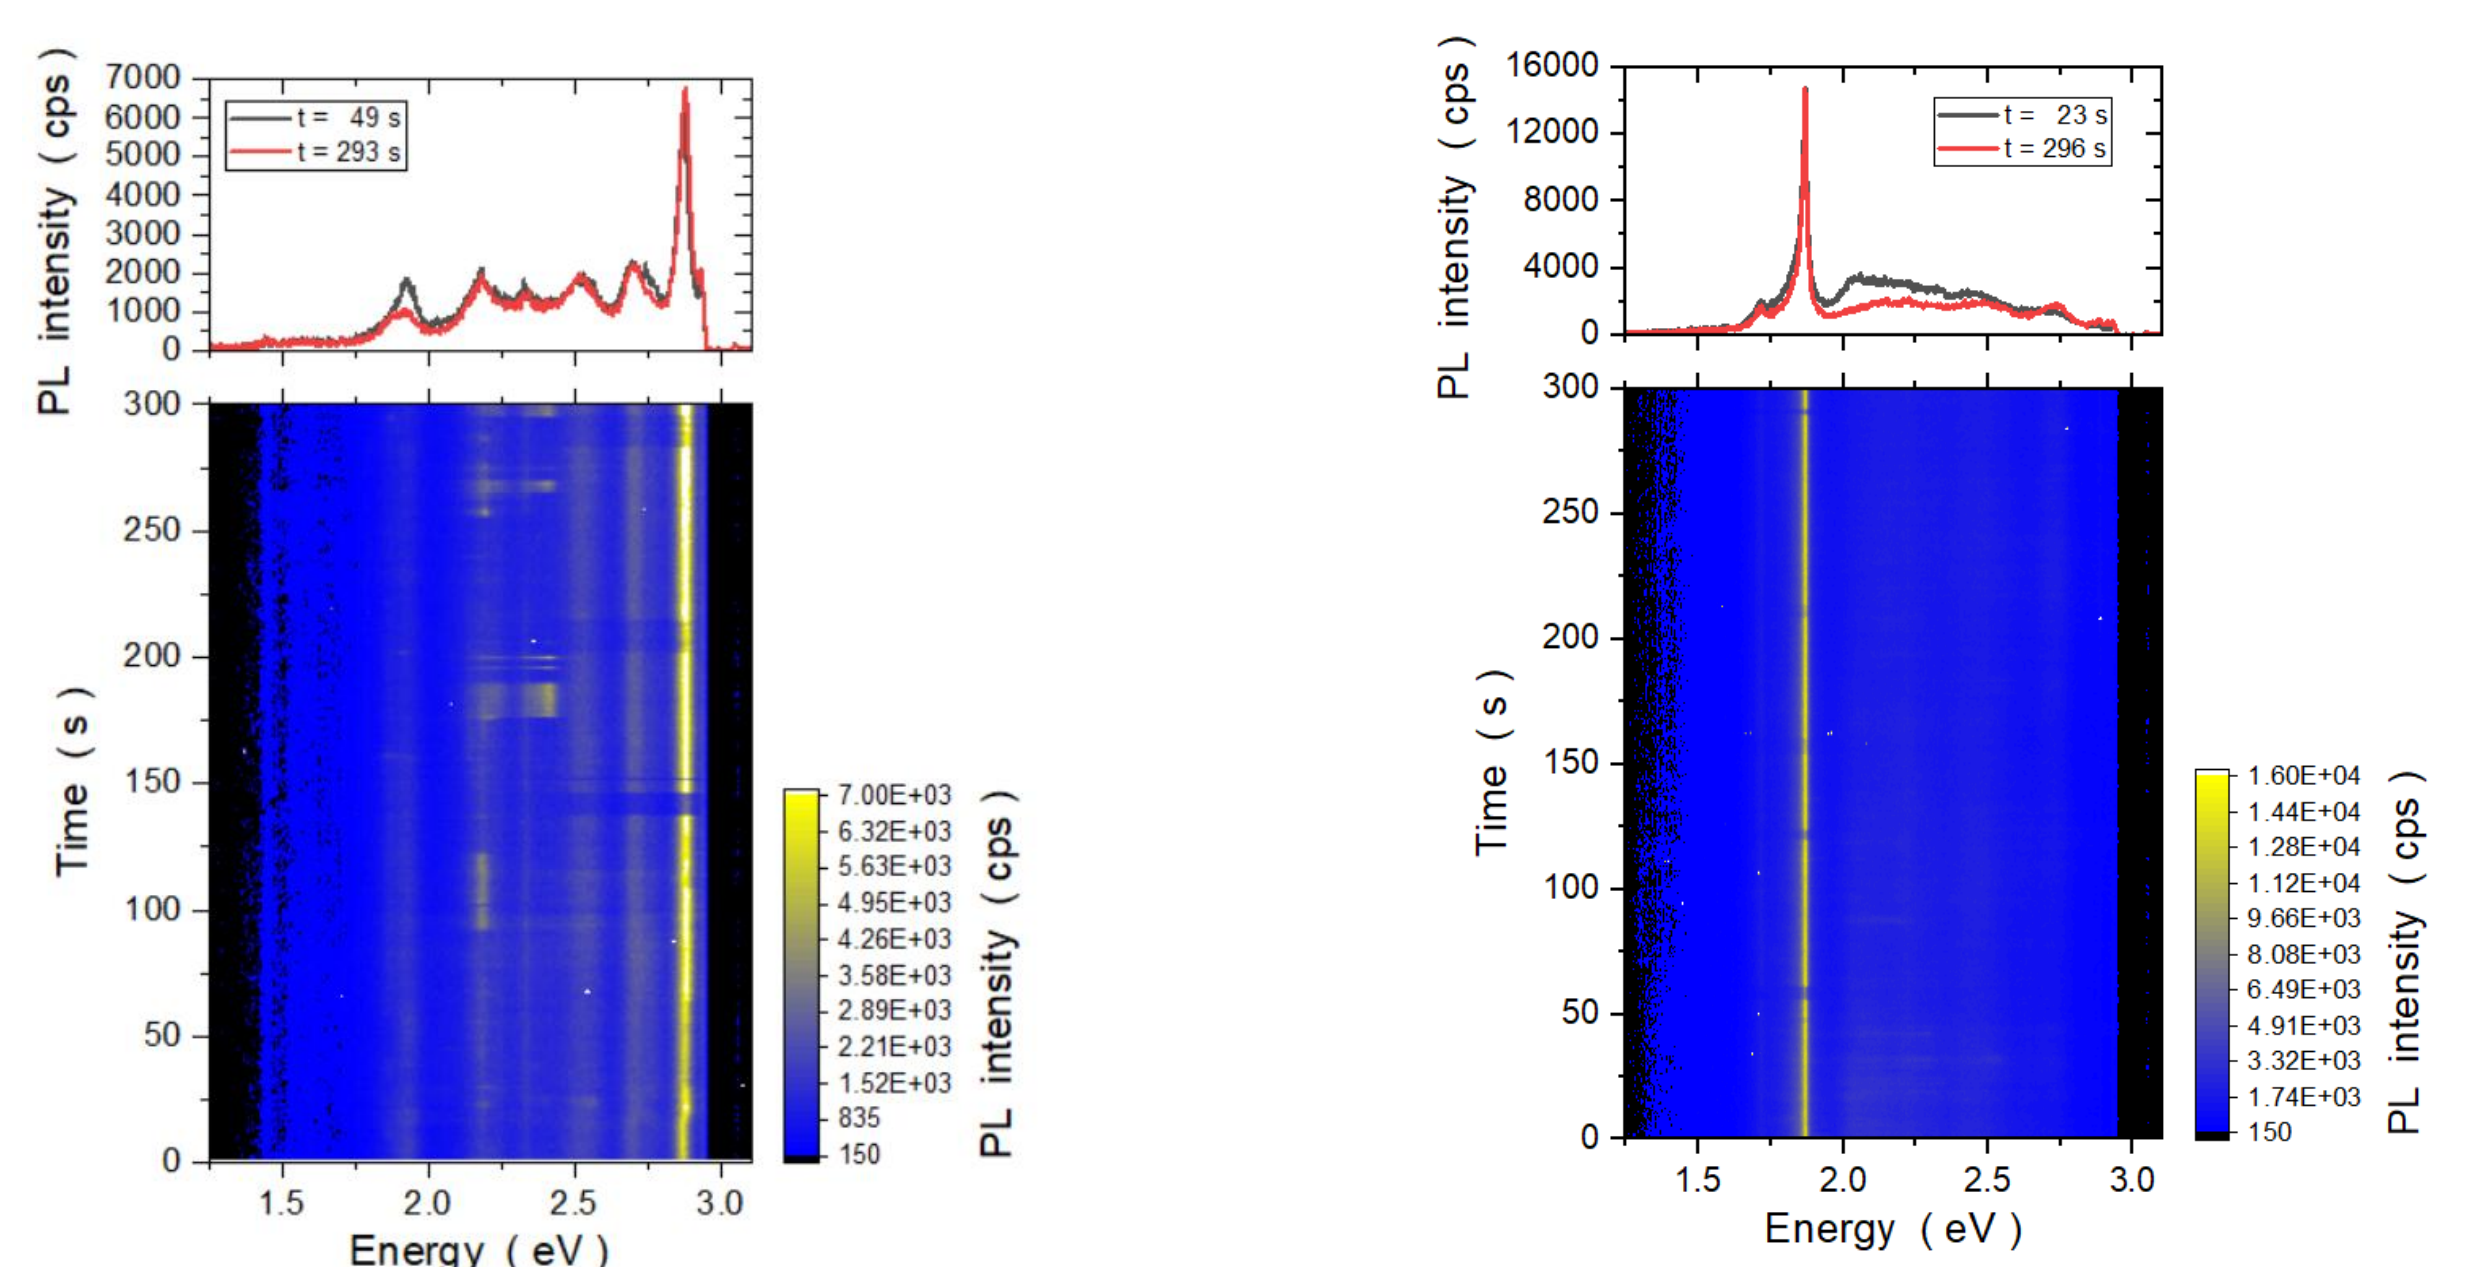 PL intensity ( cps )
7000
6000
5000
4000
3000
2000
1000
0
t = 49 s
t = 293 s
Time ( s )
300
250
200
150
100
50
0
1.5 2.0 2.5 3.0
Energy ( eV )
7.00E+03
6.32E+03
5.63E+03
4.95E+03
4.26E+03
3.58E+03
2.89E+03
2.21E+03
1.52E+03
835
150
PL intensity ( cps )
PL intensity ( cps )
16000
12000
8000
4000
0
t = 23 s
t = 296 s
Time ( s )
300
250
200
150
100
50
0
1.5 2.0 2.5 3.0
Energy ( eV )
1.60E+04
1.44E+04
1.28E+04
1.12E+04
9.66E+03
8.08E+03
6.49E+03
4.91E+03
3.32E+03
1.74E+03
150
PL intensity ( cps )